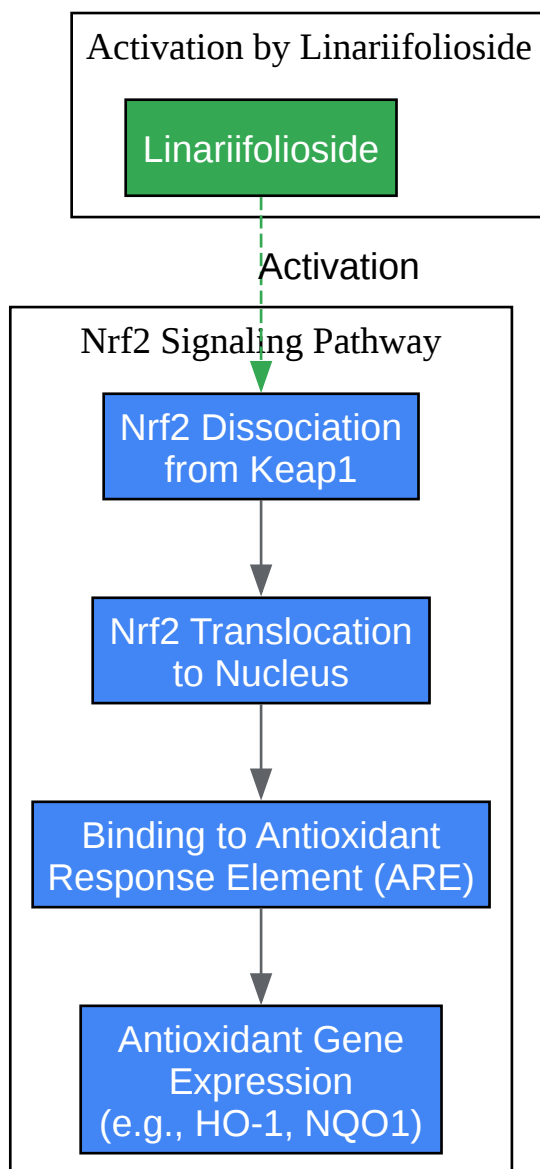 Activation by Linariifolioside
Linariifolioside
Activation
Nrf2 Signaling Pathway
Nrf2 Dissociation
from Keap1
Nrf2 Translocation
to Nucleus
Binding to Antioxidant
Response Element (ARE)
Antioxidant Gene
Expression
(e.g., HO-1, NQO1)